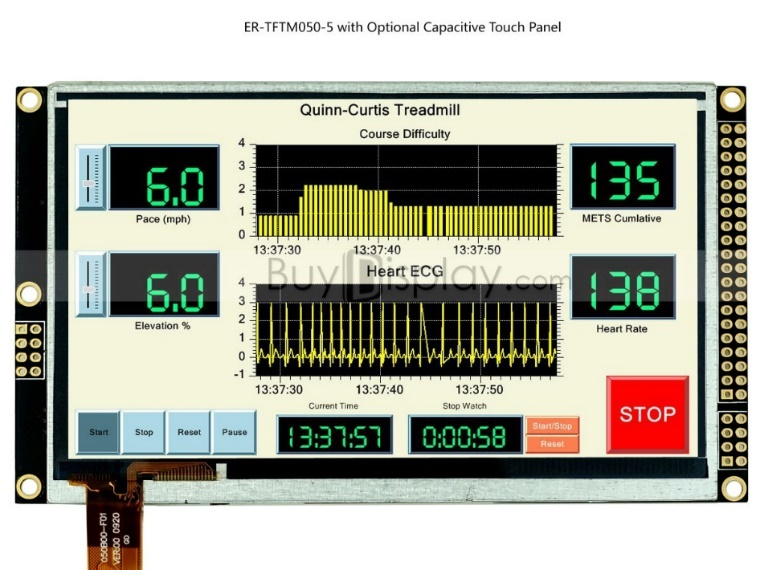 ER-TFTM050-5 with Optional Capacitive Touch Panel
Quinn-Curtis Treadmill
Course Difficulty
4
3
2
1
0
13:37:30 13:37:40 13:37:50
6.0
Pace (mph)
135
METS Cumlative
BuyDisplay.com
Heart ECG
4
3
2
1
0
-1
13:37:30 13:37:40 13:37:50
6.0
Elevation %
138
Heart Rate
Current Time
Stop Watch
Start
Stop
Reset
Pause
13:37:57
0:00:58
Start/Stop
Reset
STOP
050B00-F01
VER:00 0920